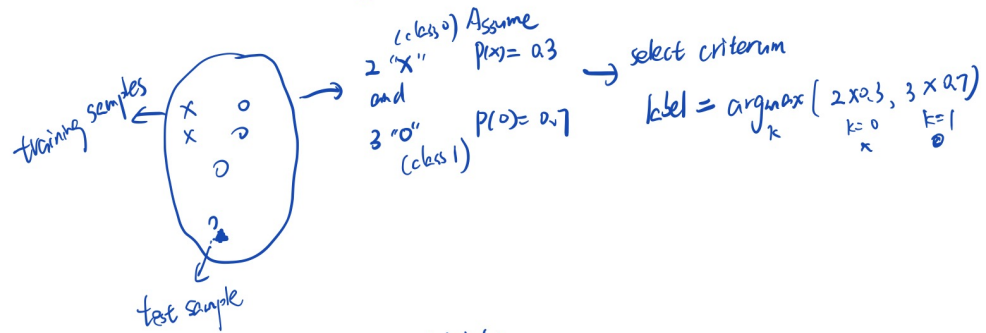 training samples
x o
x o
o
?
test sample
(class 0) Assume
2 "x" P(x) = 0.3
and
3 "o" P(o) = 0.7
(class 1)
select criterum
label = argmax ( 2 x 0.3, 3 x 0.7)
k k=0 k=1
x o